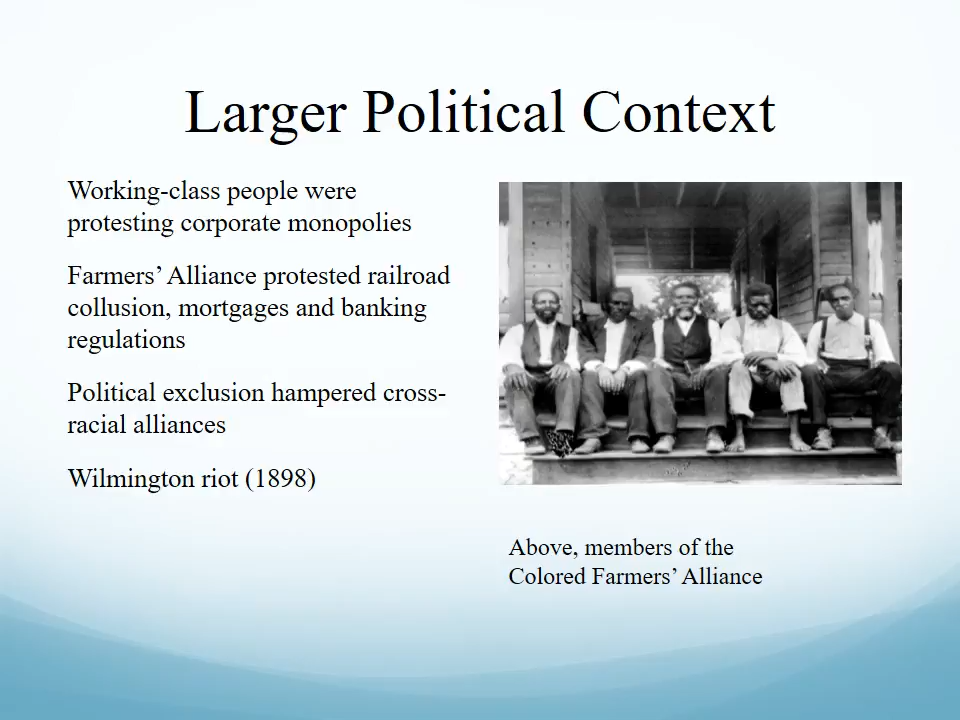 Larger Political Context
Working-class people were
protesting corporate monopolies
Farmers’ Alliance protested railroad
collusion, mortgages and banking
regulations
Political exclusion hampered cross-
racial alliances
Wilmington riot (1898)
Above, members of the
Colored Farmers’ Alliance